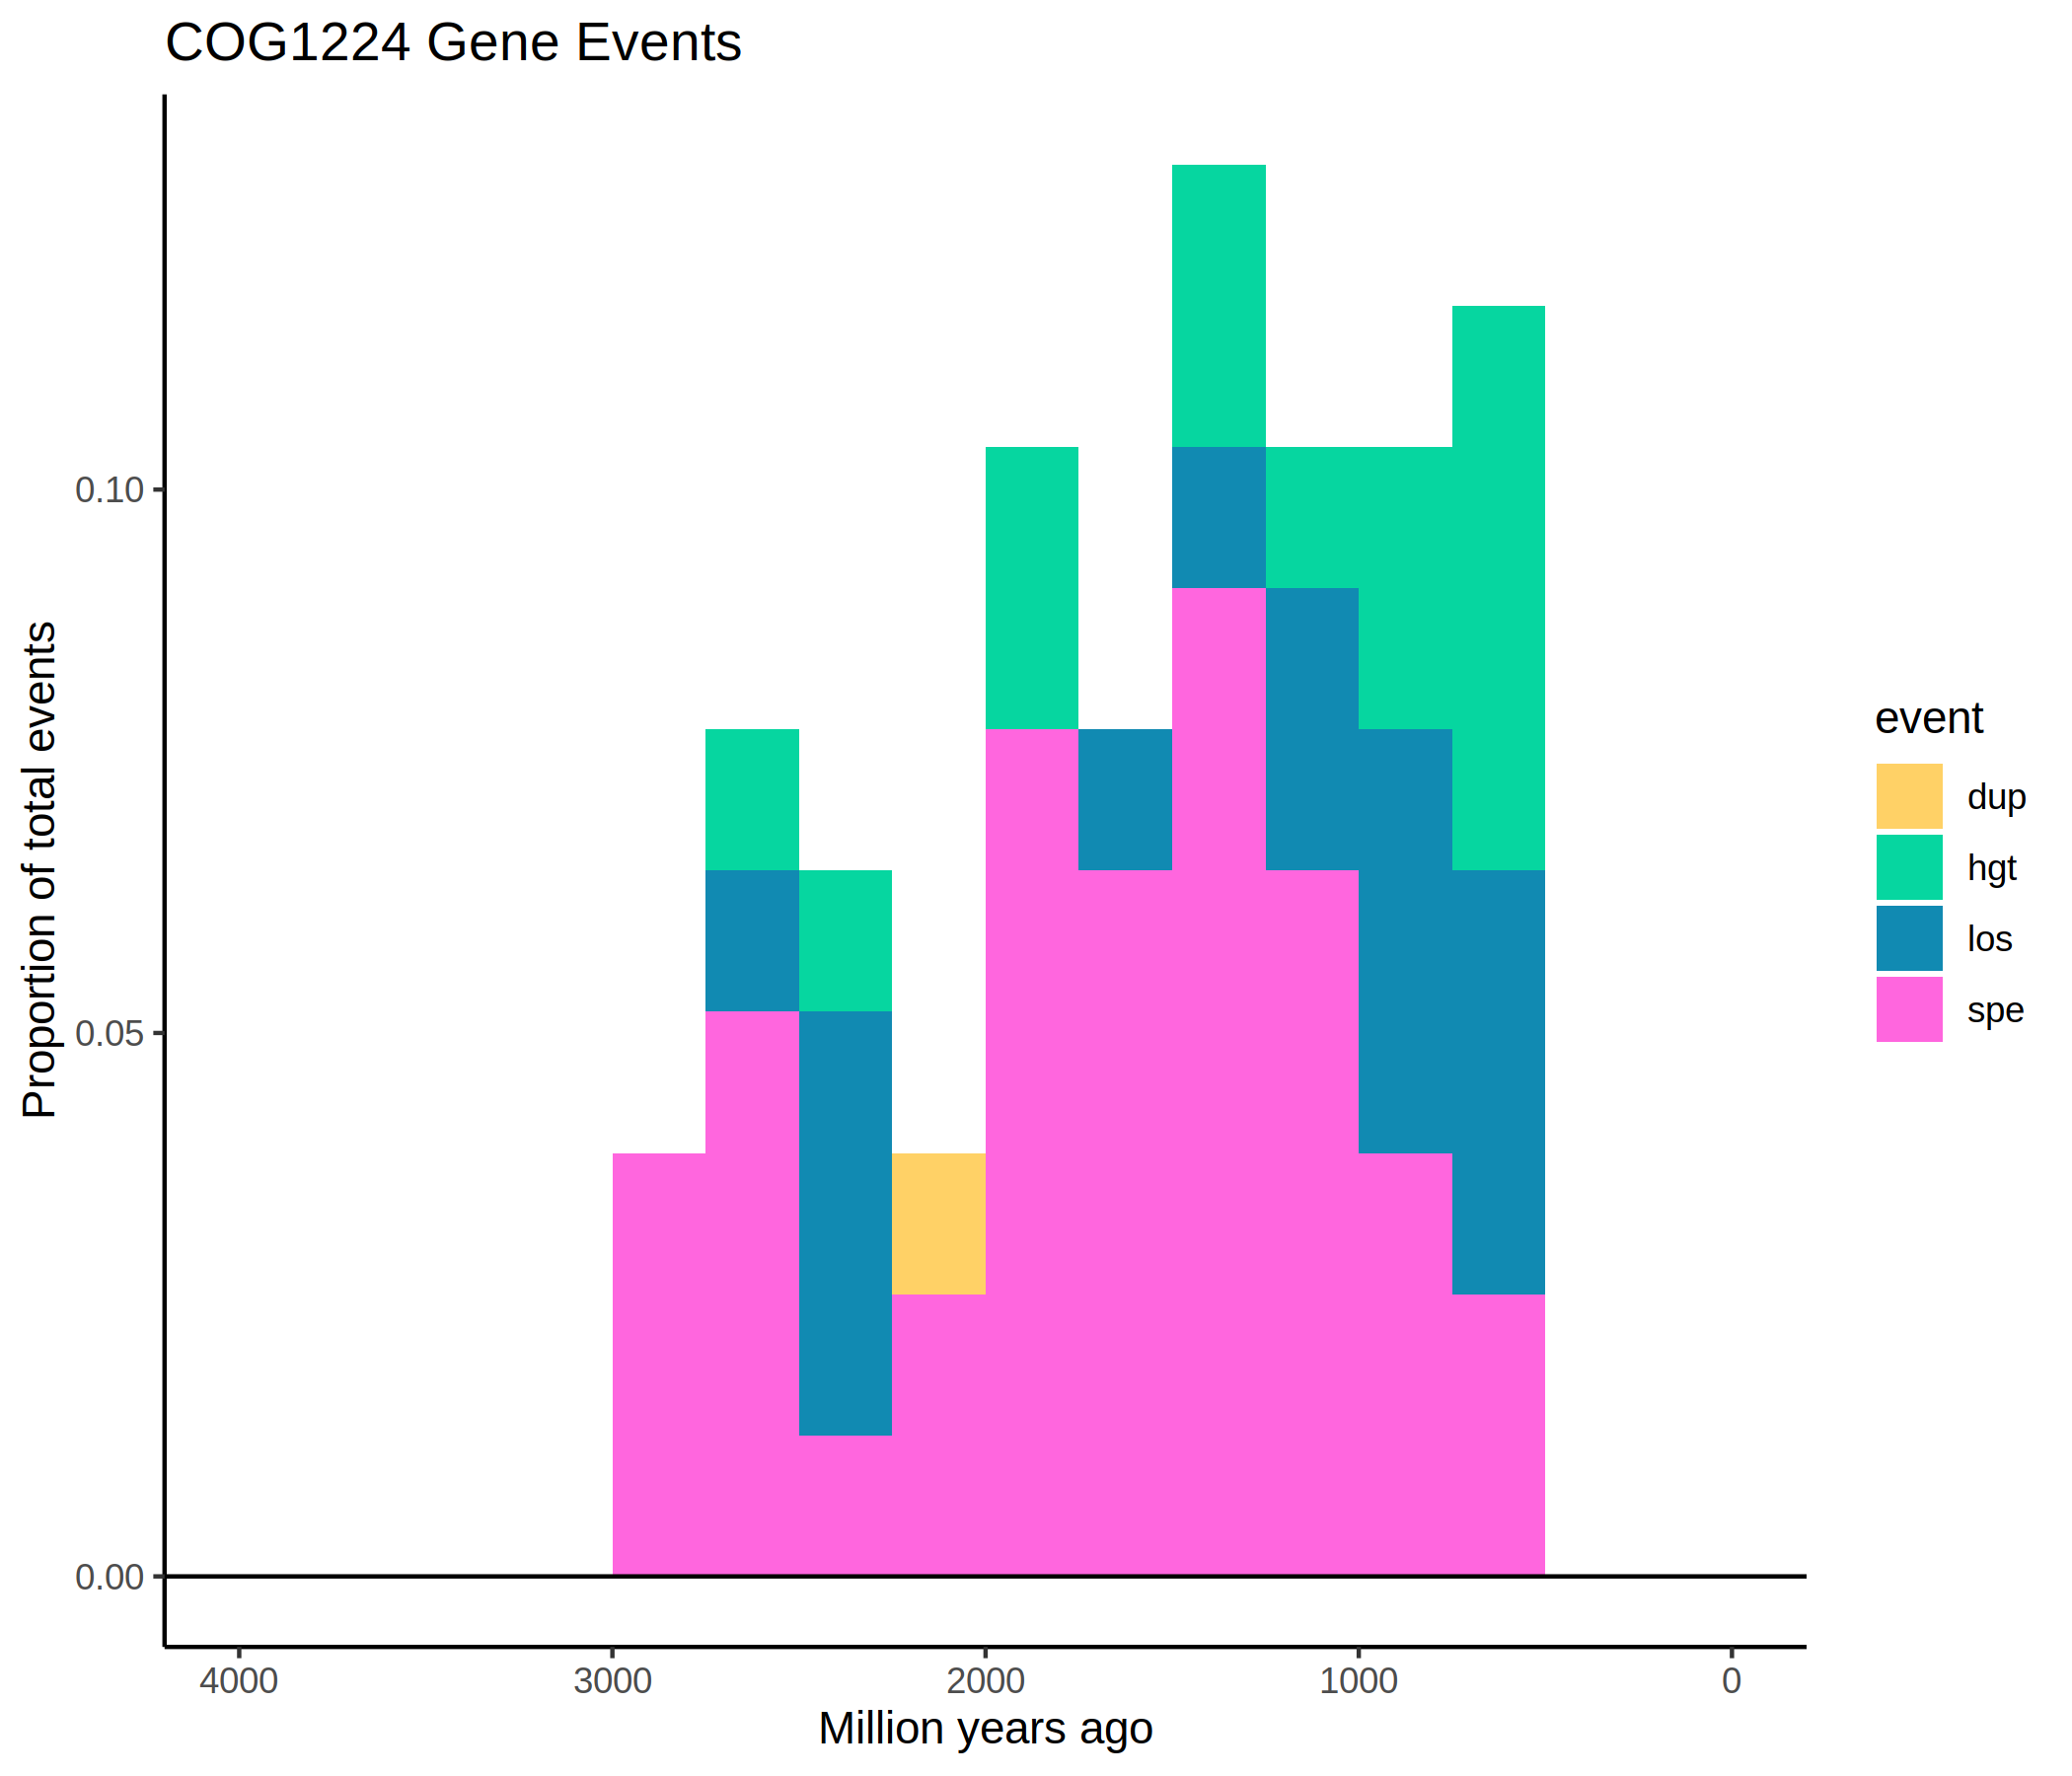 COG1224 Gene Events
Proportion of total events
0.10
0.05
0.00
4000 3000 2000 1000 0
Million years ago
event
dup
hgt
los
spe